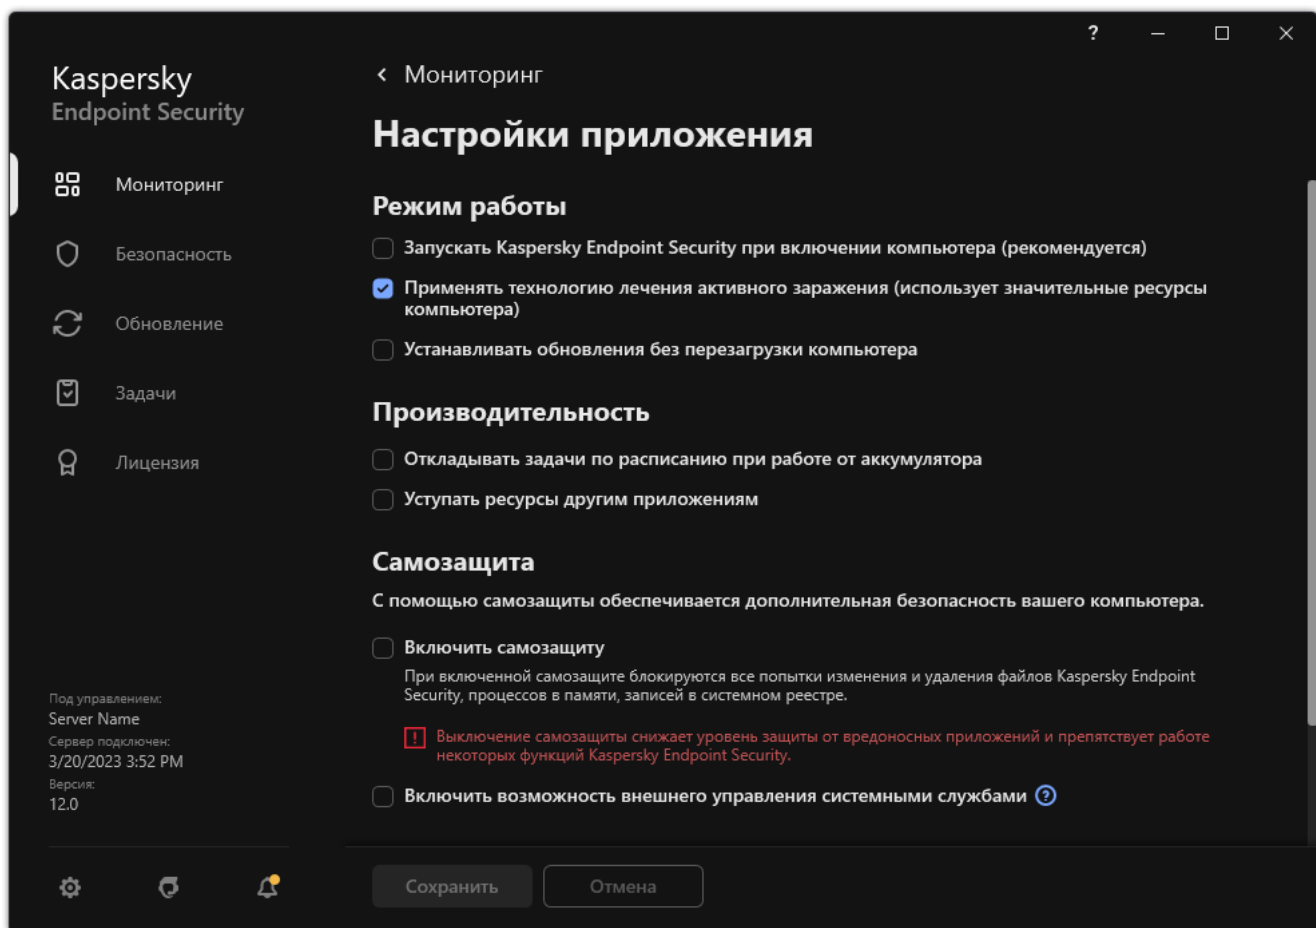 ?
Kaspersky
Endpoint Security
Мониторинг
Безопасность
Обновление
Задачи
Лицензия
Под управлением:
Server Name
Сервер подключен:
3/20/2023 3:52 PM
Версия:
12.0
Мониторинг
Настройки приложения
Режим работы
Запускать Kaspersky Endpoint Security при включении компьютера (рекомендуется)
Применять технологию лечения активного заражения (использует значительные ресурсы
компьютера)
Устанавливать обновления без перезагрузки компьютера
Производительность
Откладывать задачи по расписанию при работе от аккумулятора
Уступать ресурсы другим приложениям
Самозащита
С помощью самозащиты обеспечивается дополнительная безопасность вашего компьютера.
Включить самозащиту
При включенной самозащите блокируются все попытки изменения и удаления файлов Kaspersky Endpoint
Security, процессов в памяти, записей в системном реестре.
Выключение самозащиты снижает уровень защиты от вредоносных приложений и препятствует работе
некоторых функций Kaspersky Endpoint Security.
Включить возможность внешнего управления системными службами ?
Сохранить
Отмена